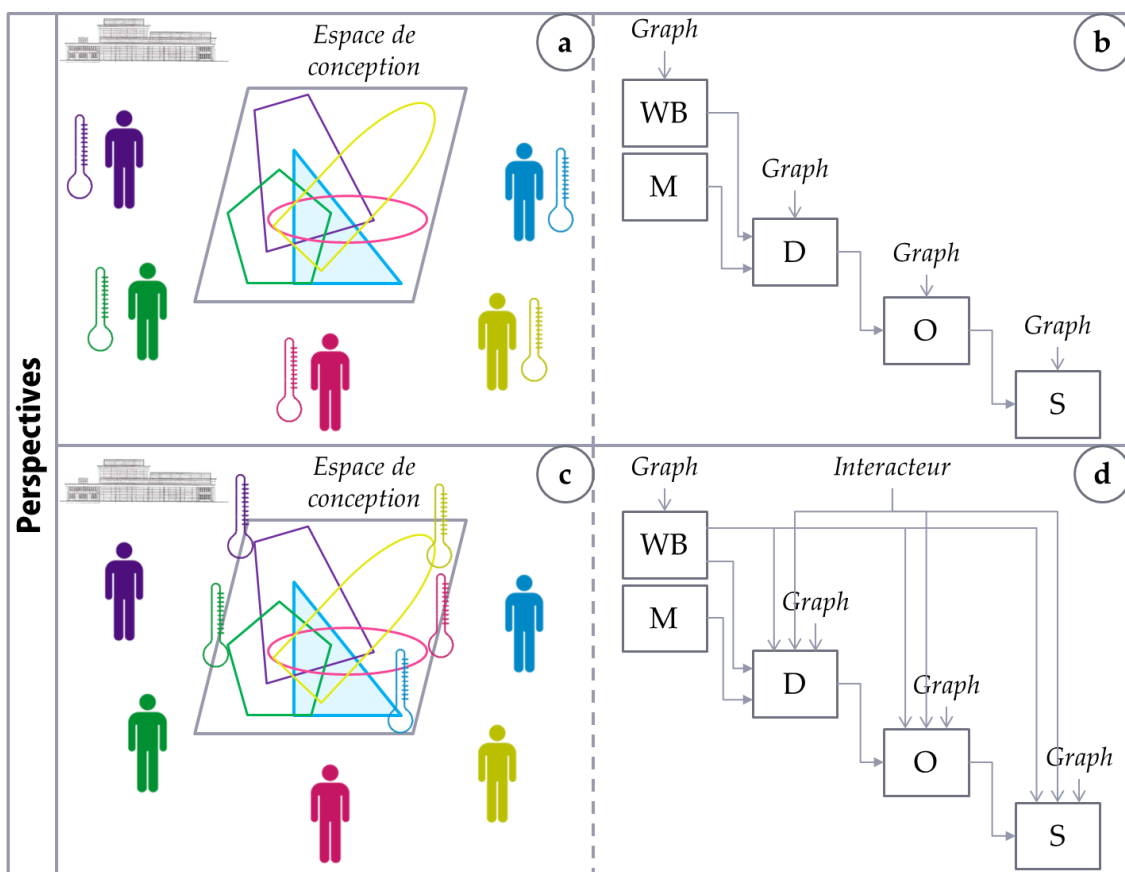 Perspectives
Espace de
conception
a
Graph
b
WB
M
Graph
D
Graph
O
Graph
S
Espace de
conception
c
Graph
Interacteur
d
WB
M
Graph
D
Graph
O
Graph
S